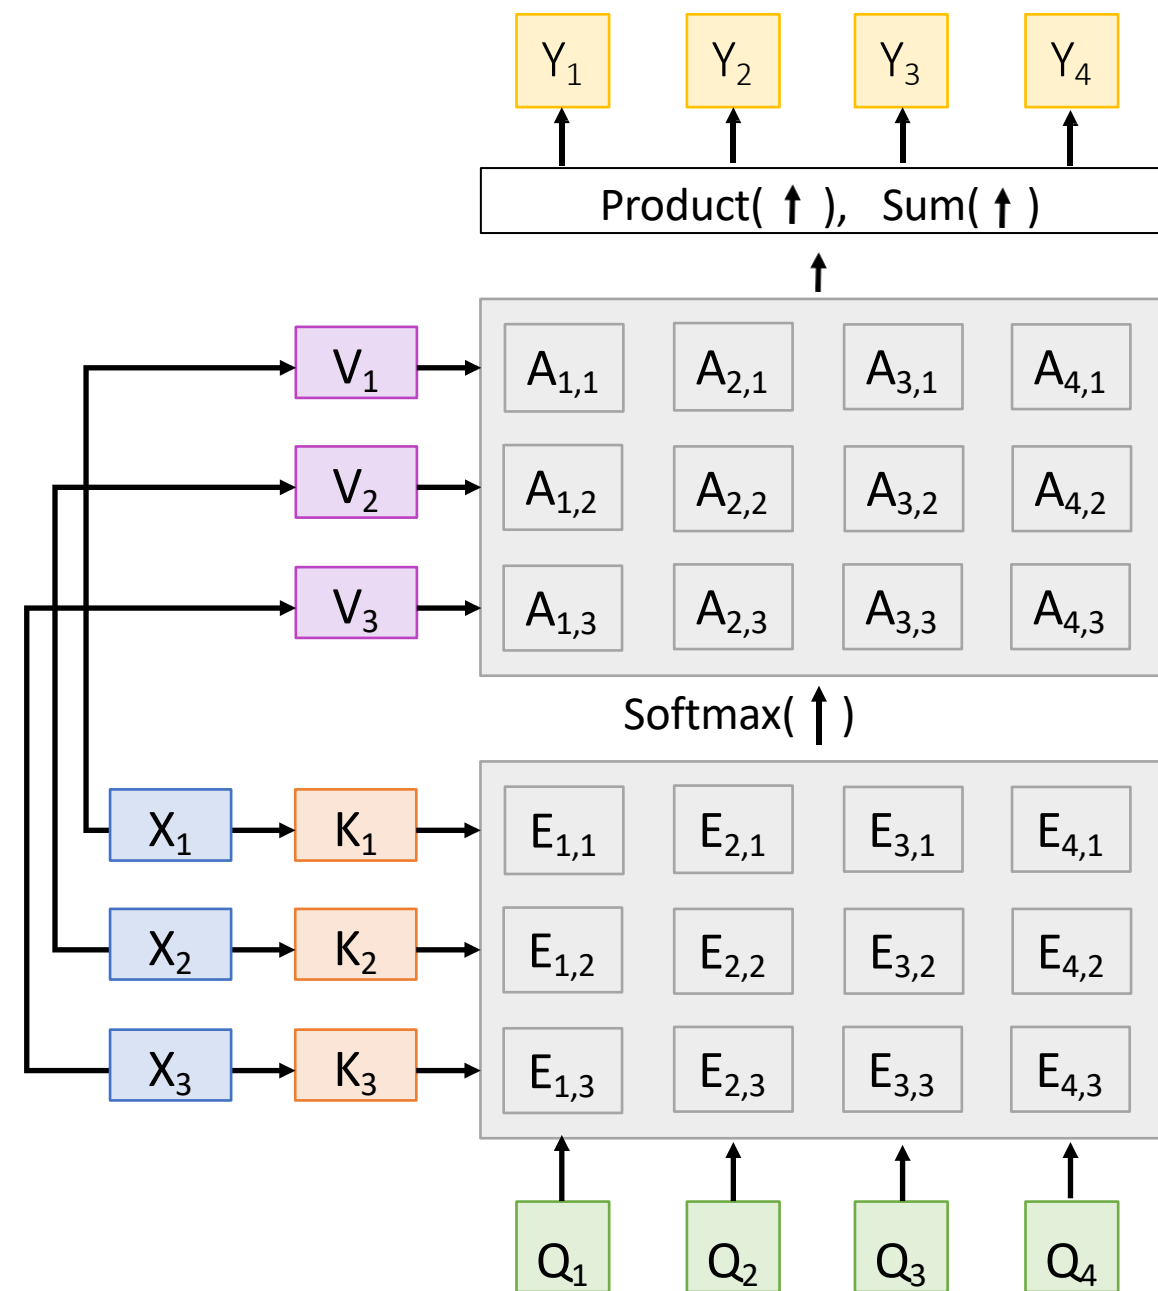 Y1 Y2 Y3 Y4
Product( ↑ ), Sum( ↑ )
V1 A1,1 A2,1 A3,1 A4,1
V2 A1,2 A2,2 A3,2 A4,2
V3 A1,3 A2,3 A3,3 A4,3
Softmax( ↑ )
X1 K1 E1,1 E2,1 E3,1 E4,1
X2 K2 E1,2 E2,2 E3,2 E4,2
X3 K3 E1,3 E2,3 E3,3 E4,3
Q1 Q2 Q3 Q4